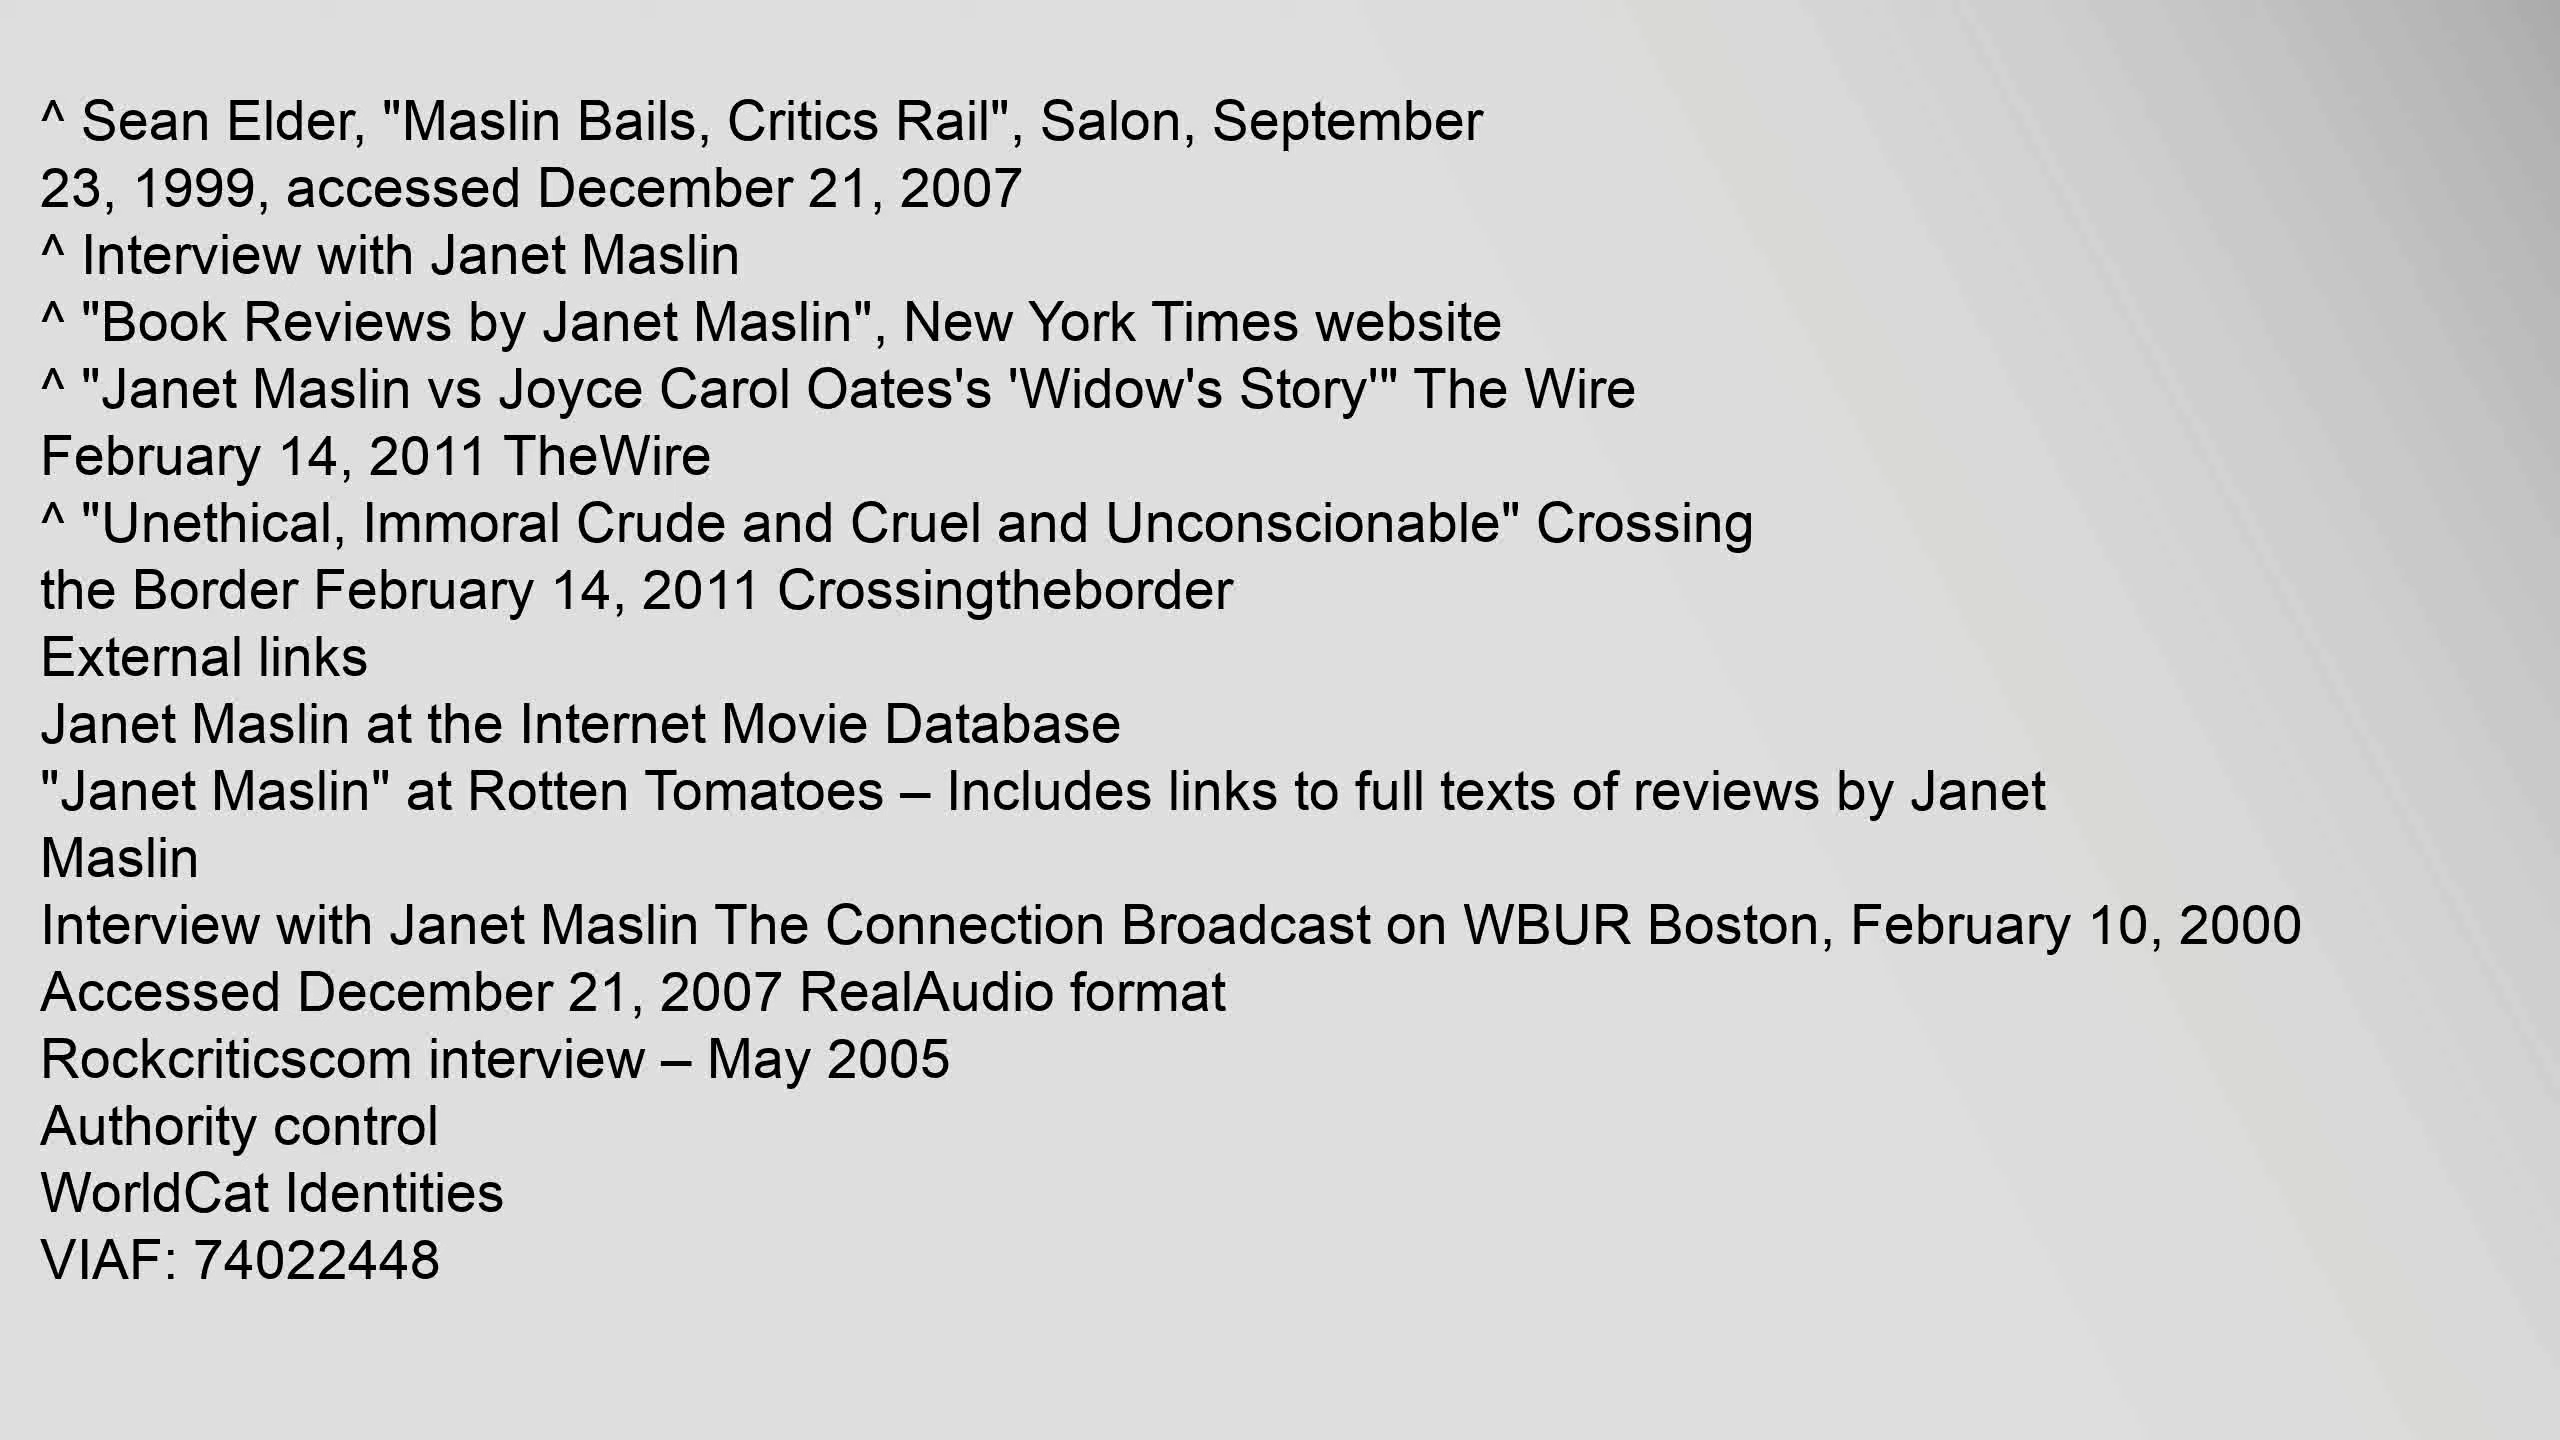 ^ Sean Elder, "Maslin Bails, Critics Rail", Salon, September
23, 1999, accessed December 21, 2007
^ Interview with Janet Maslin
^ "Book Reviews by Janet Maslin", New York Times website
^ "Janet Maslin vs Joyce Carol Oates's 'Widow's Story'" The Wire
February 14, 2011 TheWire
^ "Unethical, Immoral Crude and Cruel and Unconscionable" Crossing
the Border February 14, 2011 Crossingtheborder
External links
Janet Maslin at the Internet Movie Database
"Janet Maslin" at Rotten Tomatoes – Includes links to full texts of reviews by Janet
Maslin
Interview with Janet Maslin The Connection Broadcast on WBUR Boston, February 10, 2000
Accessed December 21, 2007 RealAudio format
Rockcriticscom interview – May 2005
Authority control
WorldCat Identities
VIAF: 74022448